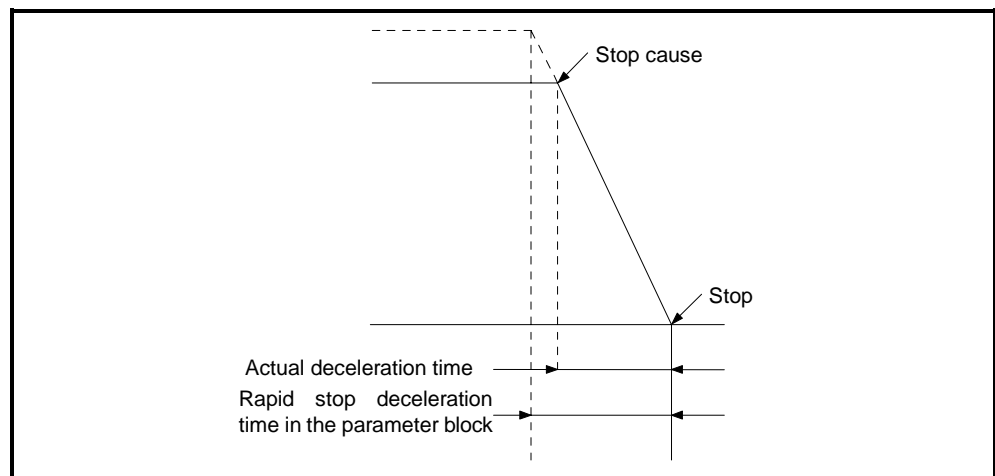 Stop cause
Stop
Actual deceleration time
Rapid stop deceleration
time in the parameter block